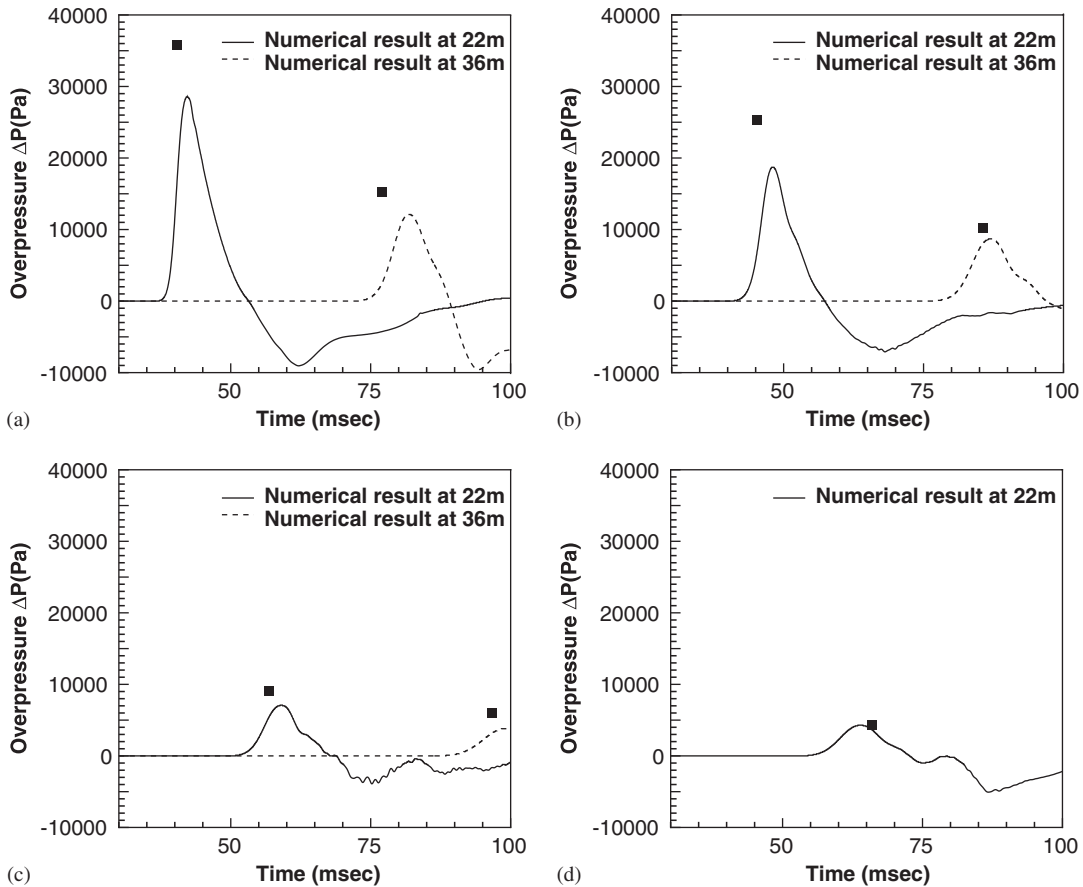 40000
30000
20000
10000
0
-10000
Overpressure ΔP(Pa)
Numerical result at 22m
Numerical result at 36m
50
75
100
Time (msec)
(a)
40000
30000
20000
10000
0
-10000
Overpressure ΔP(Pa)
Numerical result at 22m
Numerical result at 36m
50
75
100
Time (msec)
(b)
40000
30000
20000
10000
0
-10000
Overpressure ΔP(Pa)
Numerical result at 22m
Numerical result at 36m
50
75
100
Time (msec)
(c)
40000
30000
20000
10000
0
-10000
Overpressure ΔP(Pa)
Numerical result at 22m
50
75
100
Time (msec)
(d)